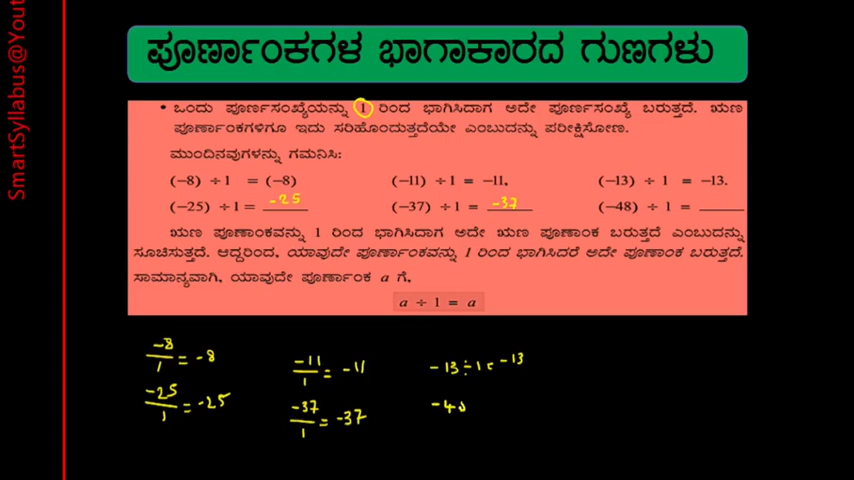 SmartSyllabus@Yout
ಪೂರ್ಣಾಂಕಗಳ ಭಾಗಾಕಾರದ ಗುಣಗಳು
• ಒಂದು ಪೂರ್ಣಸಂಖ್ಯೆಯನ್ನು 1 ರಿಂದ ಭಾಗಿಸಿದಾಗ ಅದೇ ಪೂರ್ಣಸಂಖ್ಯೆ ಬರುತ್ತದೆ. ಋಣ
ಪೂರ್ಣಾಂಕಗಳಿಗೂ ಇದು ಸರಿಹೊಂದುತ್ತದೆಯೇ ಎಂಬುದನ್ನು ಪರೀಕ್ಷಿಸೋಣ.
ಮುಂದಿನವುಗಳನ್ನು ಗಮನಿಸಿ:
(−8) ÷ 1 = (−8) (−11) ÷ 1 = −11, (−13) ÷ 1 = −13.
(−25) ÷ 1 = -25 (−37) ÷ 1 = -37 (−48) ÷ 1 = ____
ಋಣ ಪೂರ್ಣಾಂಕವನ್ನು 1 ರಿಂದ ಭಾಗಿಸಿದಾಗ ಅದೇ ಋಣ ಪೂರ್ಣಾಂಕ ಬರುತ್ತದೆ ಎಂಬುದನ್ನು
ಸೂಚಿಸುತ್ತದೆ. ಆದ್ದರಿಂದ, ಯಾವುದೇ ಪೂರ್ಣಾಂಕವನ್ನು 1 ರಿಂದ ಭಾಗಿಸಿದರೆ ಅದೇ ಪೂರ್ಣಾಂಕ ಬರುತ್ತದೆ.
ಸಾಮಾನ್ಯವಾಗಿ, ಯಾವುದೇ ಪೂರ್ಣಾಂಕ a ಗೆ,
a ÷ 1 = a
-8/1 = -8 -11/1 = -11 -13 ÷ 1 = -13
-25/1 = -25 -37/1 = -37 -4